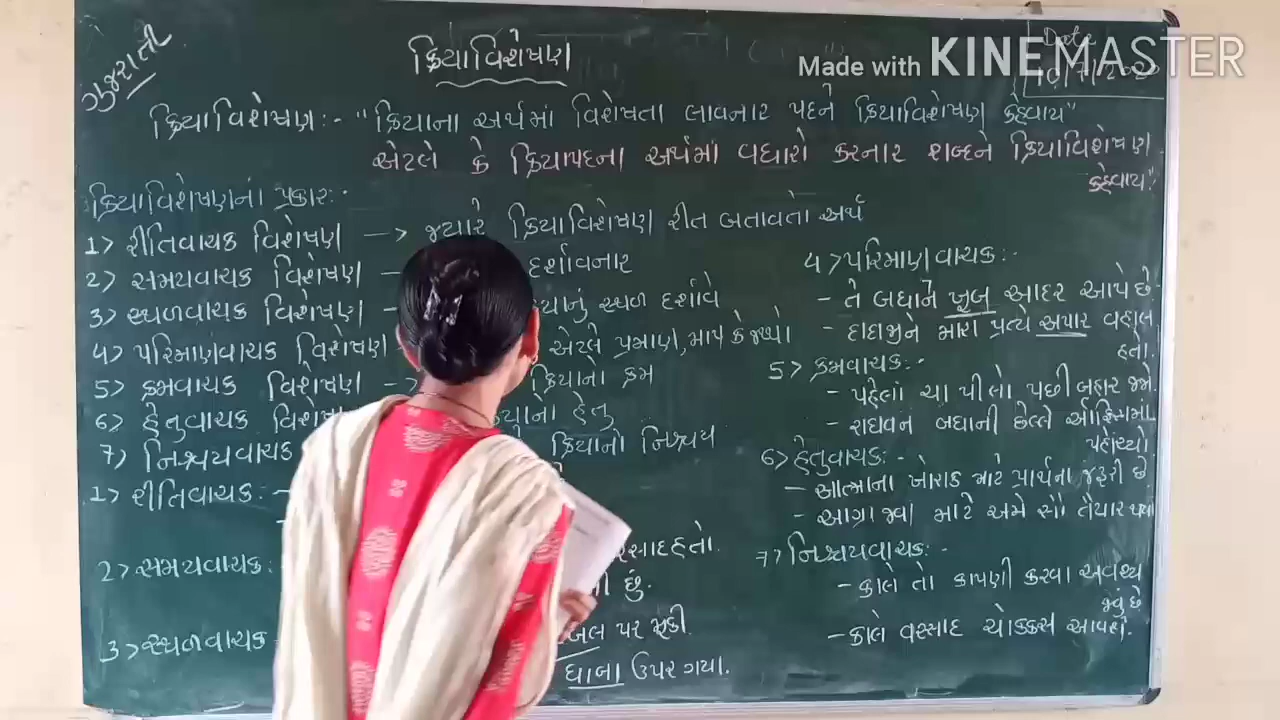 ગુજરાતી
ક્રિયાવિશેષણ
Date
10/7/2020
Made with KINEMASTER
ક્રિયાવિશેષણ:- "ક્રિયાના અર્થમાં વિશેષતા લાવનાર પદને ક્રિયાવિશેષણ કહેવાય"
એટલે કે ક્રિયાપદના અર્થમાં વધારો કરનાર શબ્દને ક્રિયાવિશેષણ
કહેવાય."
ક્રિયાવિશેષણનાં પ્રકાર:-
1> રીતિવાચક વિશેષણ —> જ્યારે ક્રિયાવિશેષણ રીત બતાવતો અર્થ
2> સમયવાચક વિશેષણ — દર્શાવનાર
3> સ્થળવાચક વિશેષણ — સ્થળ દર્શાવે
4> પરિમાણવાચક વિશેષણ એટલે પ્રમાણ, માપ કે જથ્થો
5> ક્રમવાચક વિશેષણ —> ક્રિયાનો ક્રમ
6> હેતુવાચક હેતુ
7> નિશ્ચયવાચક ક્રિયાનો નિશ્ચય
1> રીતિવાચક:-
2> સમયવાચક:
છું.
3> સ્થળવાચક પર મૂકી.
ધાબા ઉપર ગયા.
4> પરિમાણવાચક:-
- તે બધાને ખૂબ આદર આપે છે
- દાદાજીને મારા પ્રત્યે અપાર વહાલ
હતો.
5> ક્રમવાચક:-
- પહેલાં ચા પી લો પછી બહાર જજો.
- રાઘવન બધાની છેલ્લે ઑફિસમાં
પહોંચ્યો
6> હેતુવાચક:-
- આત્માના ખોરાક માટે પ્રાર્થના જરૂરી છે
- આગ્રા જવા માટે અમે સૌ તૈયાર થયા
7> નિશ્ચયવાચક:-
- કાલે તો કાપણી કરવા અવશ્ય
જવું છે
- કાલે વરસાદ ચોક્કસ આવશે.